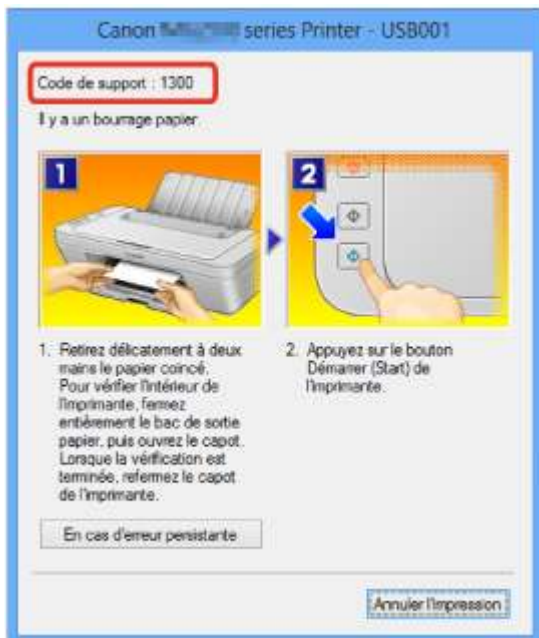 Canon series Printer - USB001
Code de support : 1300
Il y a un bourrage papier.
1
2
1. Retirez délicatement à deux
mains le papier coincé.
Pour vérifier l'intérieur de
l'imprimante, fermez
entièrement le bac de sortie
papier, puis ouvrez le capot.
Lorsque la vérification est
terminée, refermez le capot
de l'imprimante.
2. Appuyez sur le bouton
Démarrer (Start) de
l'imprimante.
En cas d'erreur persistante
Annuler l'impression